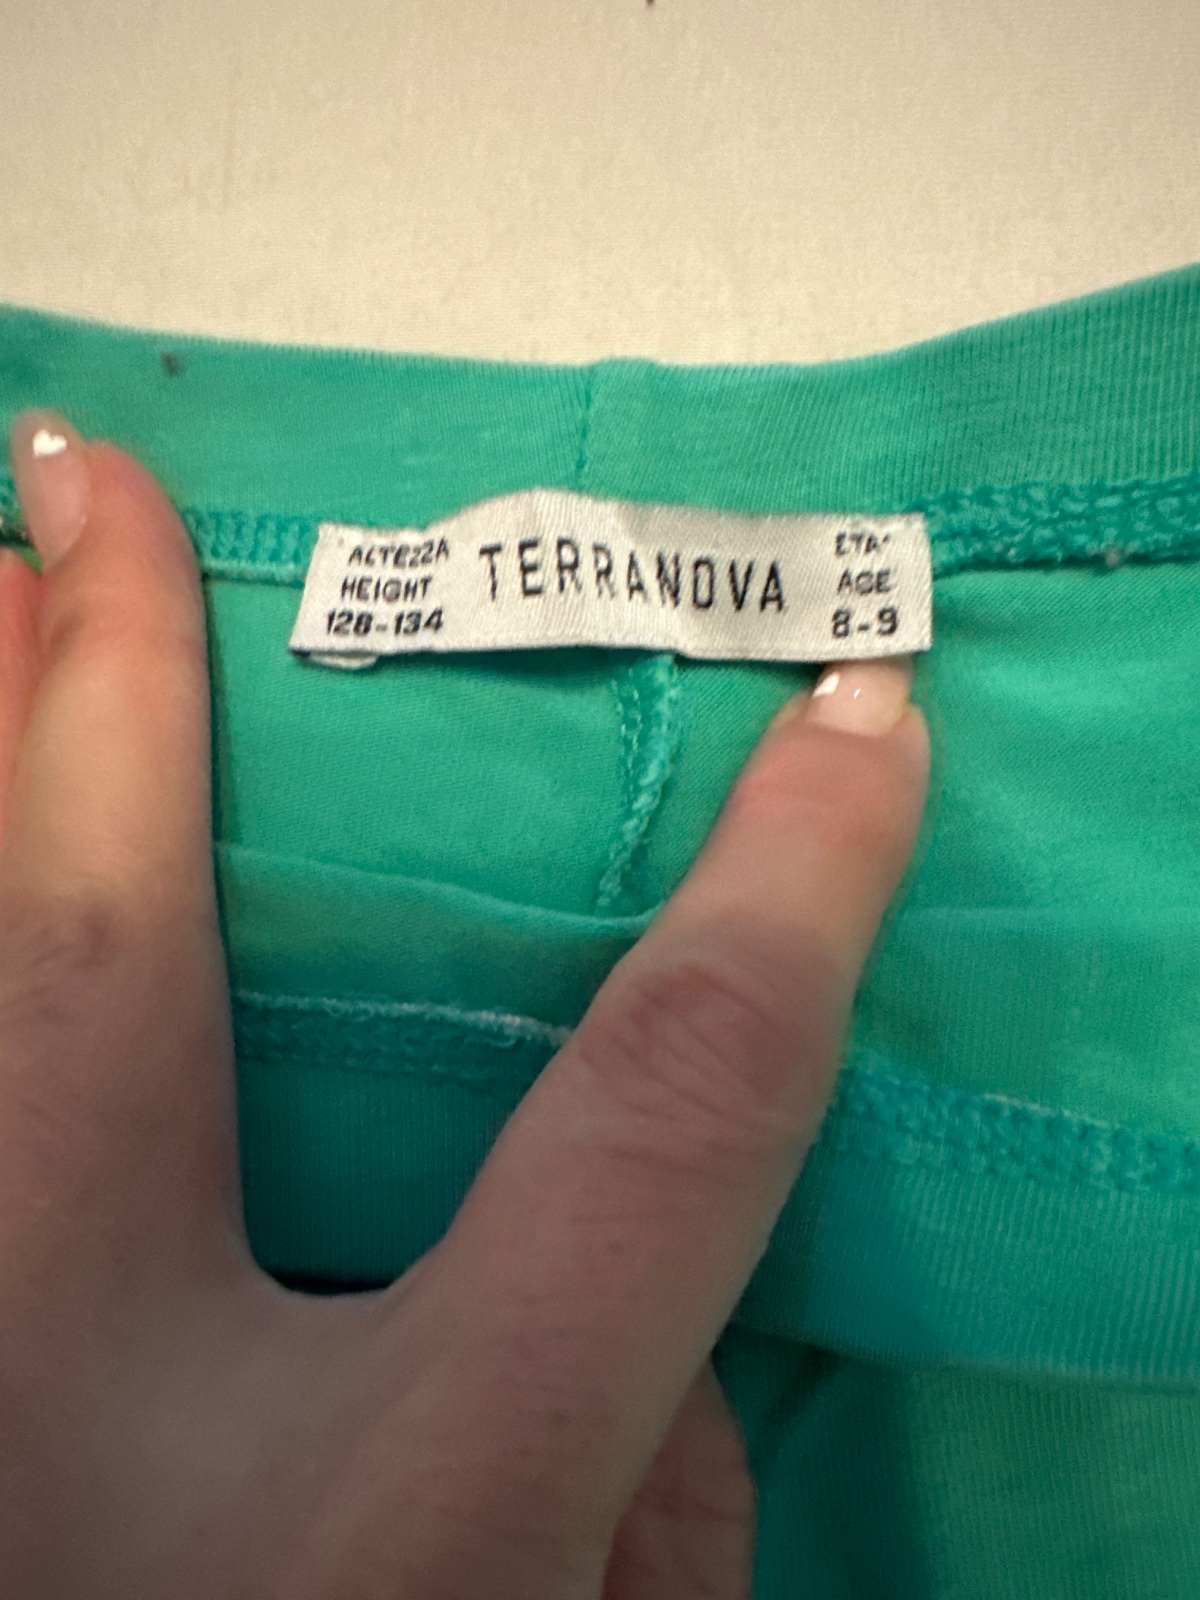 ALTEZZA
HEIGHT
128-134
TERRANOVA
ETA'
AGE
8-9